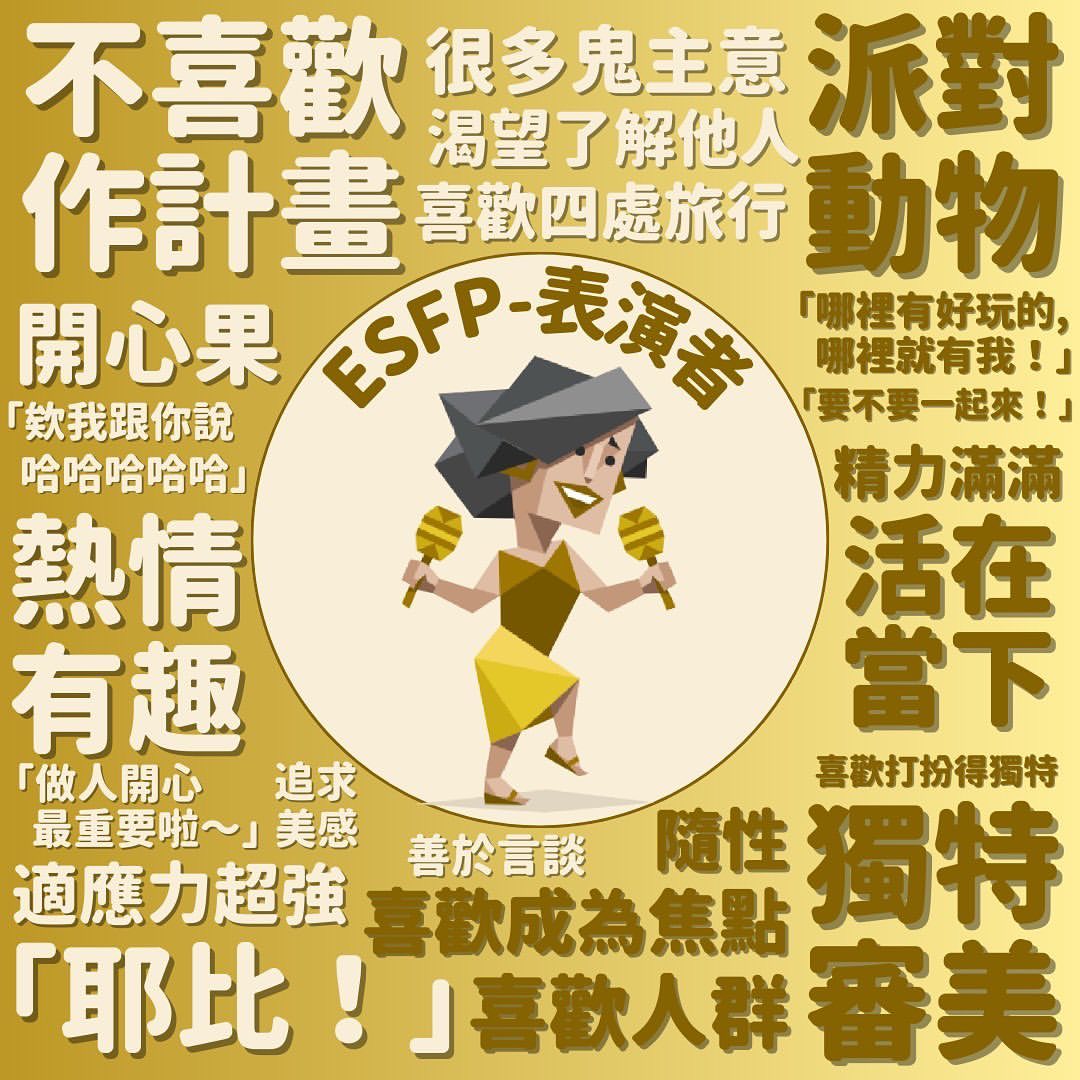 不喜歡
作計畫
很多鬼主意
渴望了解他人
喜歡四處旅行
派對
動物
ESFP-表演者
開心果
「欸我跟你說
哈哈哈哈哈」
熱情
有趣
「做人開心
最重要啦～」
追求
美感
適應力超強
「耶比！」
「哪裡有好玩的,
哪裡就有我！」
「要不要一起來！」
精力滿滿
活在
當下
喜歡打扮得獨特
獨特
審美
善於言談
隨性
喜歡成為焦點
喜歡人群